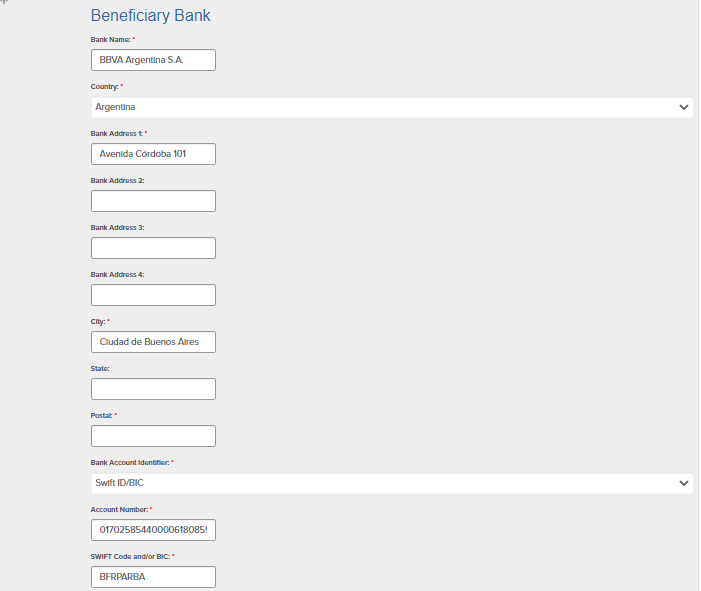 Beneficiary Bank
Bank Name: *
BBVA Argentina S.A.
Country: *
Argentina
Bank Address 1: *
Avenida Córdoba 101
Bank Address 2:
Bank Address 3:
Bank Address 4:
City: *
Ciudad de Buenos Aires
State:
Postal: *
Bank Account Identifier: *
Swift ID/BIC
Account Number: *
SWIFT Code and/or BIC: *
BFRPARBA